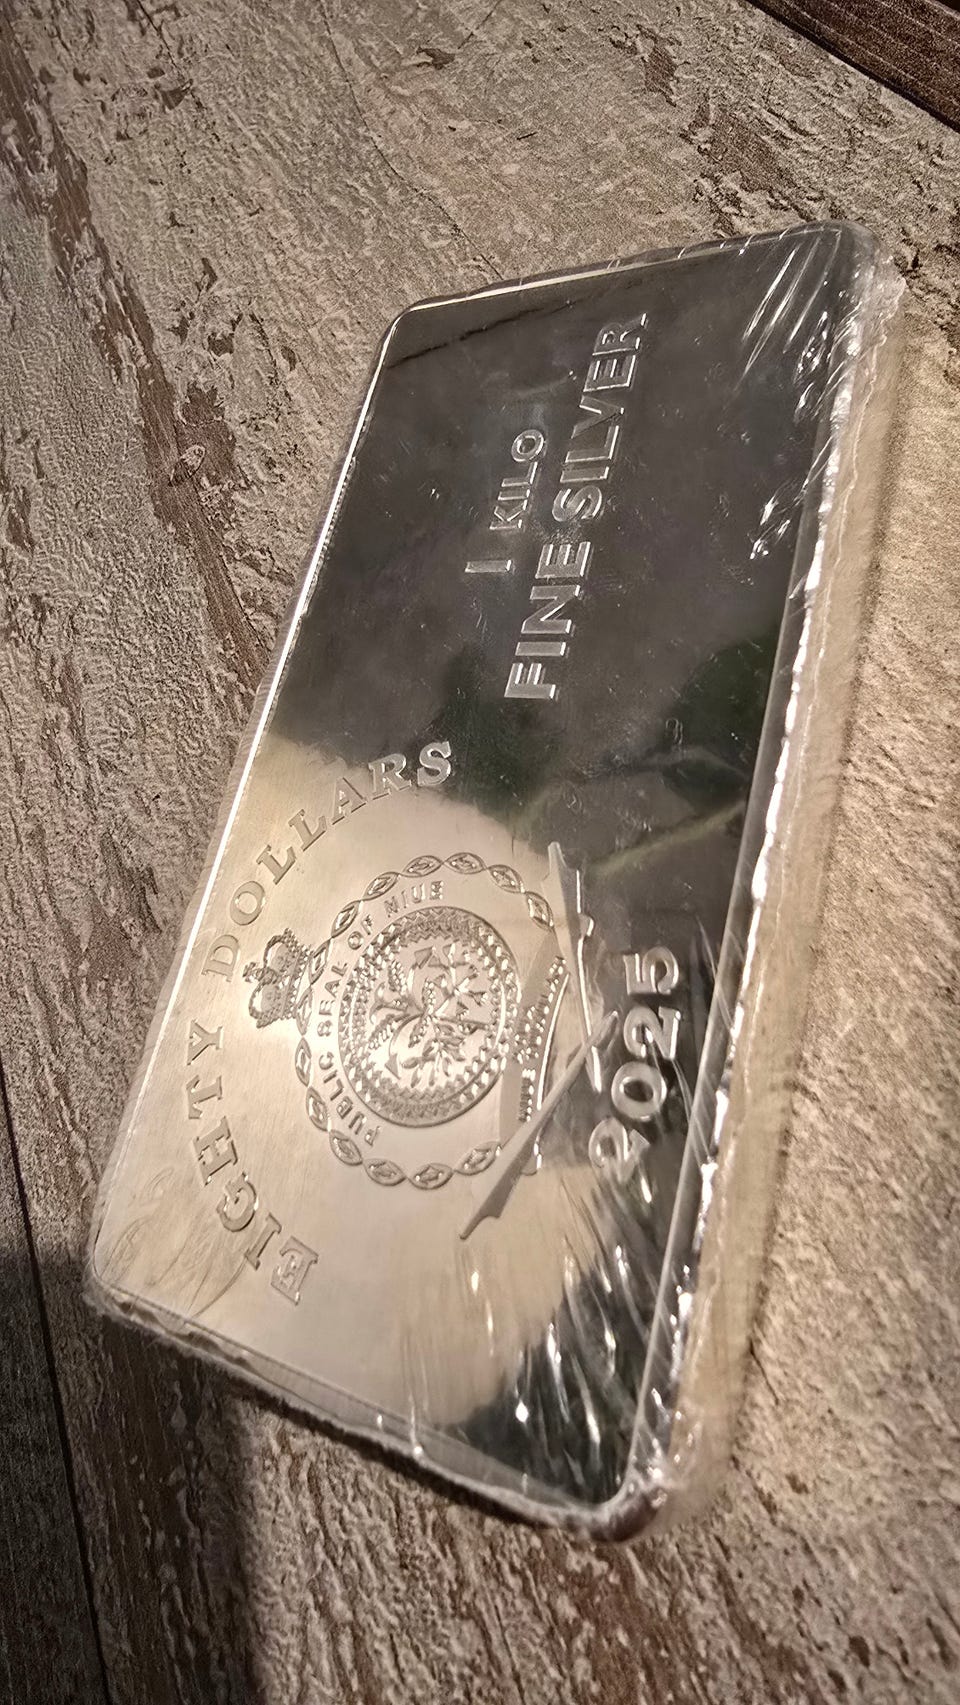 EIGHTY DOLLARS
PUBLIC SEAL OF NIUE
2025
1 KILO
FINE SILVER